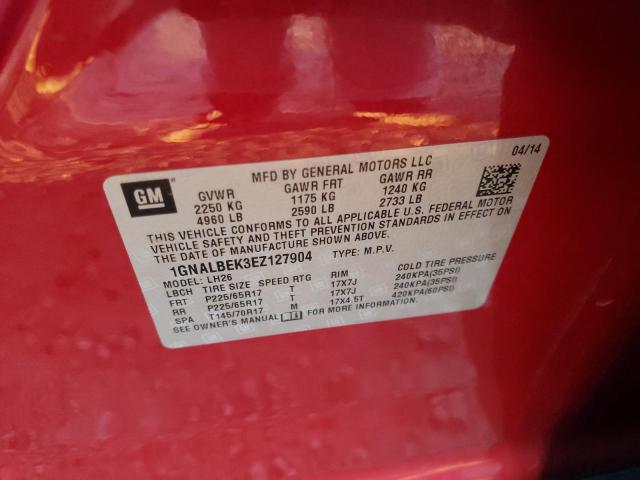 04/14
MFD BY GENERAL MOTORS LLC
GM GVWR GAWR FRT GAWR RR
2250 KG 1175 KG 1240 KG
4960 LB 2590 LB 2733 LB
THIS VEHICLE CONFORMS TO ALL APPLICABLE U.S. FEDERAL MOTOR
VEHICLE SAFETY AND THEFT PREVENTION STANDARDS IN EFFECT ON
THE DATE OF MANUFACTURE SHOWN ABOVE.
1GNALBEK3EZ127904 TYPE: M.P.V.
MODEL: LH26
LBCH TIRE SIZE SPEED RTG RIM COLD TIRE PRESSURE
FRT P225/65R17 T 17X7J 240KPA(35PSI)
RR P225/65R17 T 17X7J 240KPA(35PSI)
SPA T145/70R17 M 17X4.5T 420KPA(60PSI)
SEE OWNER'S MANUAL FOR MORE INFORMATION.